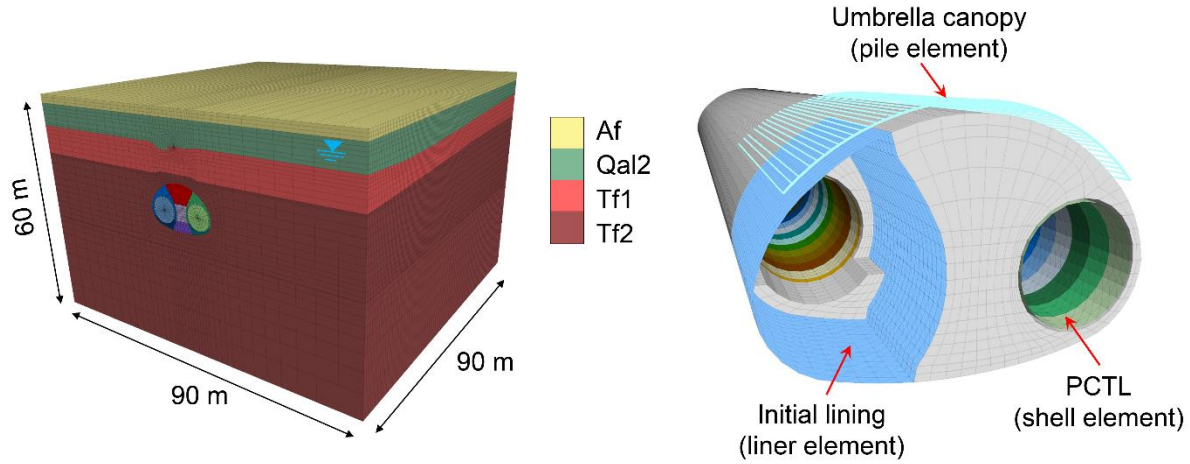 60 m
90 m
90 m
Af
Qal2
Tf1
Tf2
Umbrella canopy
(pile element)
Initial lining
(liner element)
PCTL
(shell element)